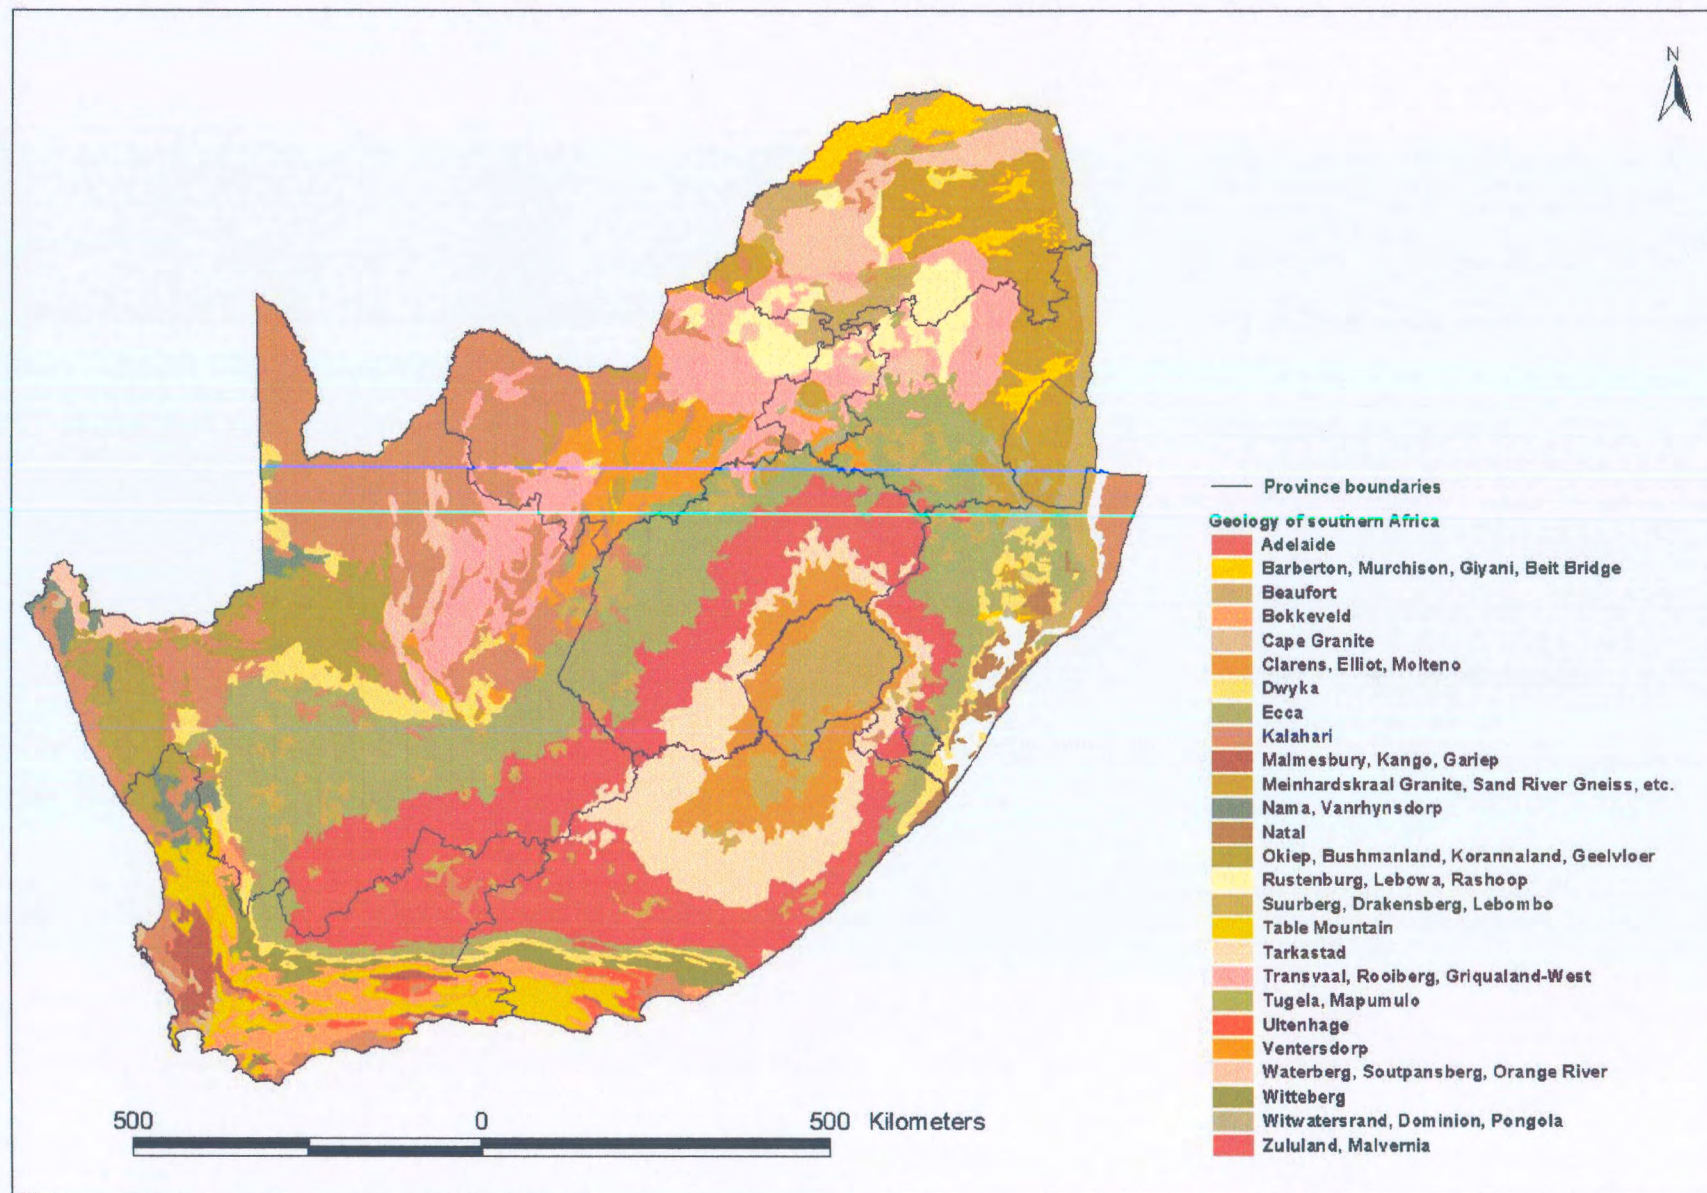 N
Province boundaries
Geology of southern Africa
Adelaide
Barberton, Murchison, Giyani, Beit Bridge
Beaufort
Bokkeveld
Cape Granite
Clarens, Elliot, Molteno
Dwyka
Ecca
Kalahari
Malmesbury, Kango, Gariep
Meinhardskraal Granite, Sand River Gneiss, etc.
Nama, Vanrhynsdorp
Natal
Okiep, Bushmanland, Korannaland, Geelvloer
Rustenburg, Lebowa, Rashoop
Suurberg, Drakensberg, Lebombo
Table Mountain
Tarkastad
Transvaal, Rooiberg, Griqualand-West
Tugela, Mapumulo
Uitenhage
Ventersdorp
Waterberg, Soutpansberg, Orange River
Witteberg
Witwatersrand, Dominion, Pongola
Zululand, Malvernia
500 0 500 Kilometers